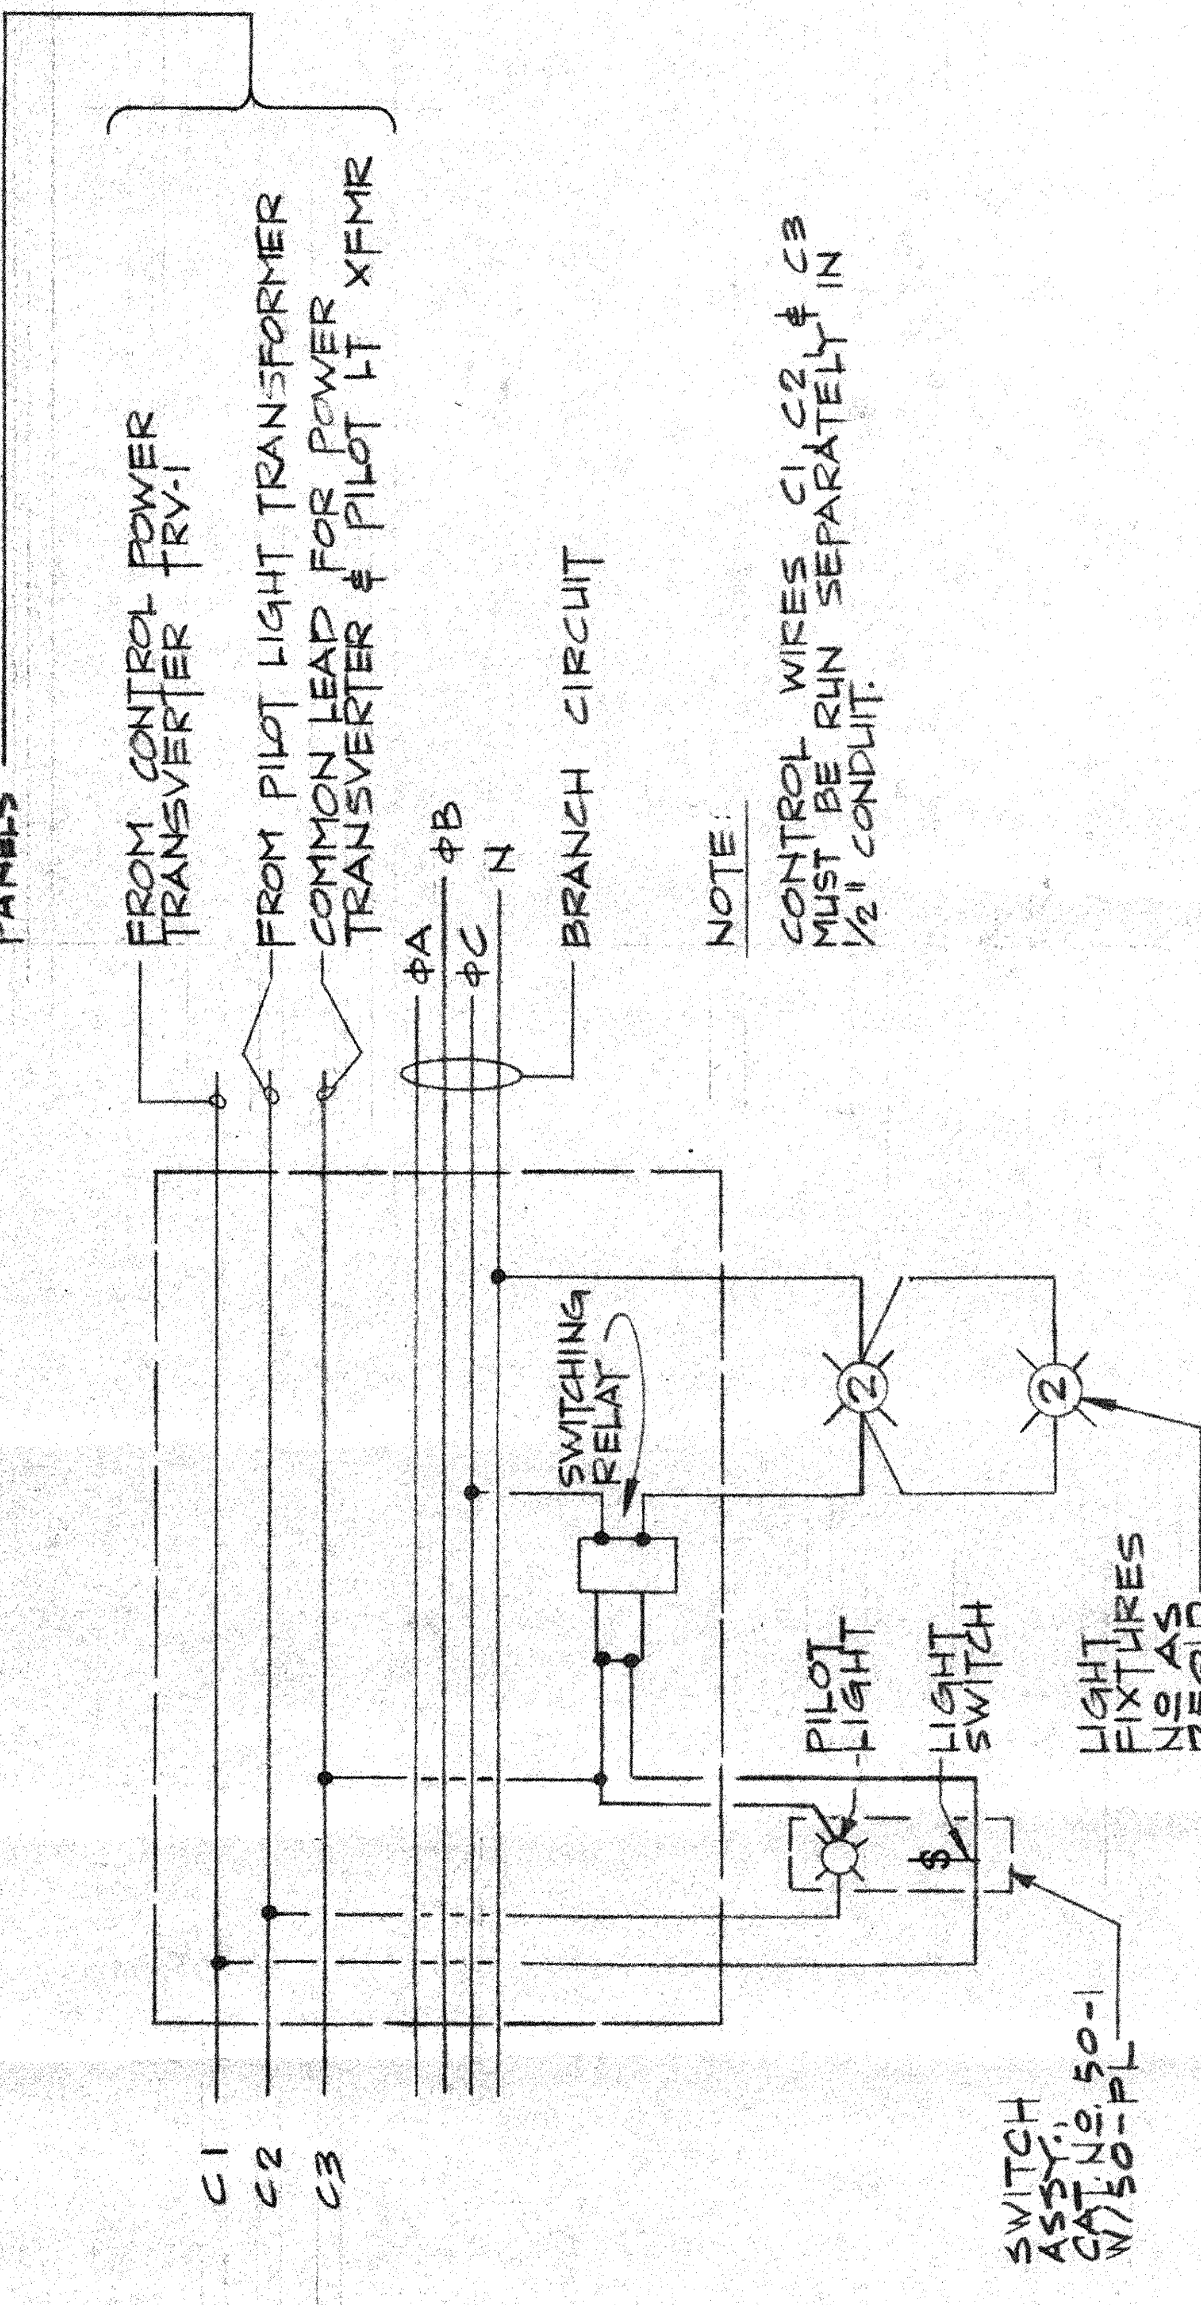 PANELS
FROM CONTROL POWER
TRANSVERTER TRV-1
FROM PILOT LIGHT TRANSFORMER
COMMON LEAD FOR POWER
TRANSVERTER & PILOT LT XFMR
ΦA
ΦB
ΦC
N
BRANCH CIRCUIT
NOTE:
CONTROL WIRES C1, C2, & C3
MUST BE RUN SEPARATELY IN
1/2" CONDUIT.
SWITCHING
RELAY
2
2
PILOT
LIGHT
LIGHT
SWITCH
LIGHT
FIXTURES
Nº AS
REQ'D
S
C1
C2
C3
SWITCH
ASSY.,
CAT. Nº. 50-1
W/50-PL